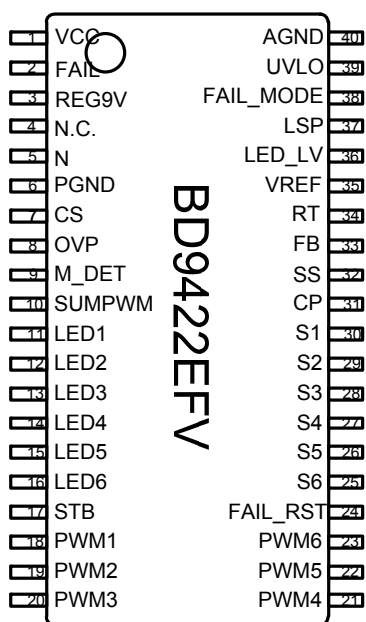 1 VCC AGND 40
2 FAIL UVLO 39
3 REG9V FAIL_MODE 38
4 N.C. LSP 37
5 N LED_LV 36
6 PGND VREF 35
7 CS RT 34
8 OVP FB 33
9 M_DET SS 32
10 SUMPWM CP 31
11 LED1 S1 30
12 LED2 S2 29
13 LED3 S3 28
14 LED4 S4 27
15 LED5 S5 26
16 LED6 S6 25
17 STB FAIL_RST 24
18 PWM1 PWM6 23
19 PWM2 PWM5 22
20 PWM3 PWM4 21
BD9422EFV